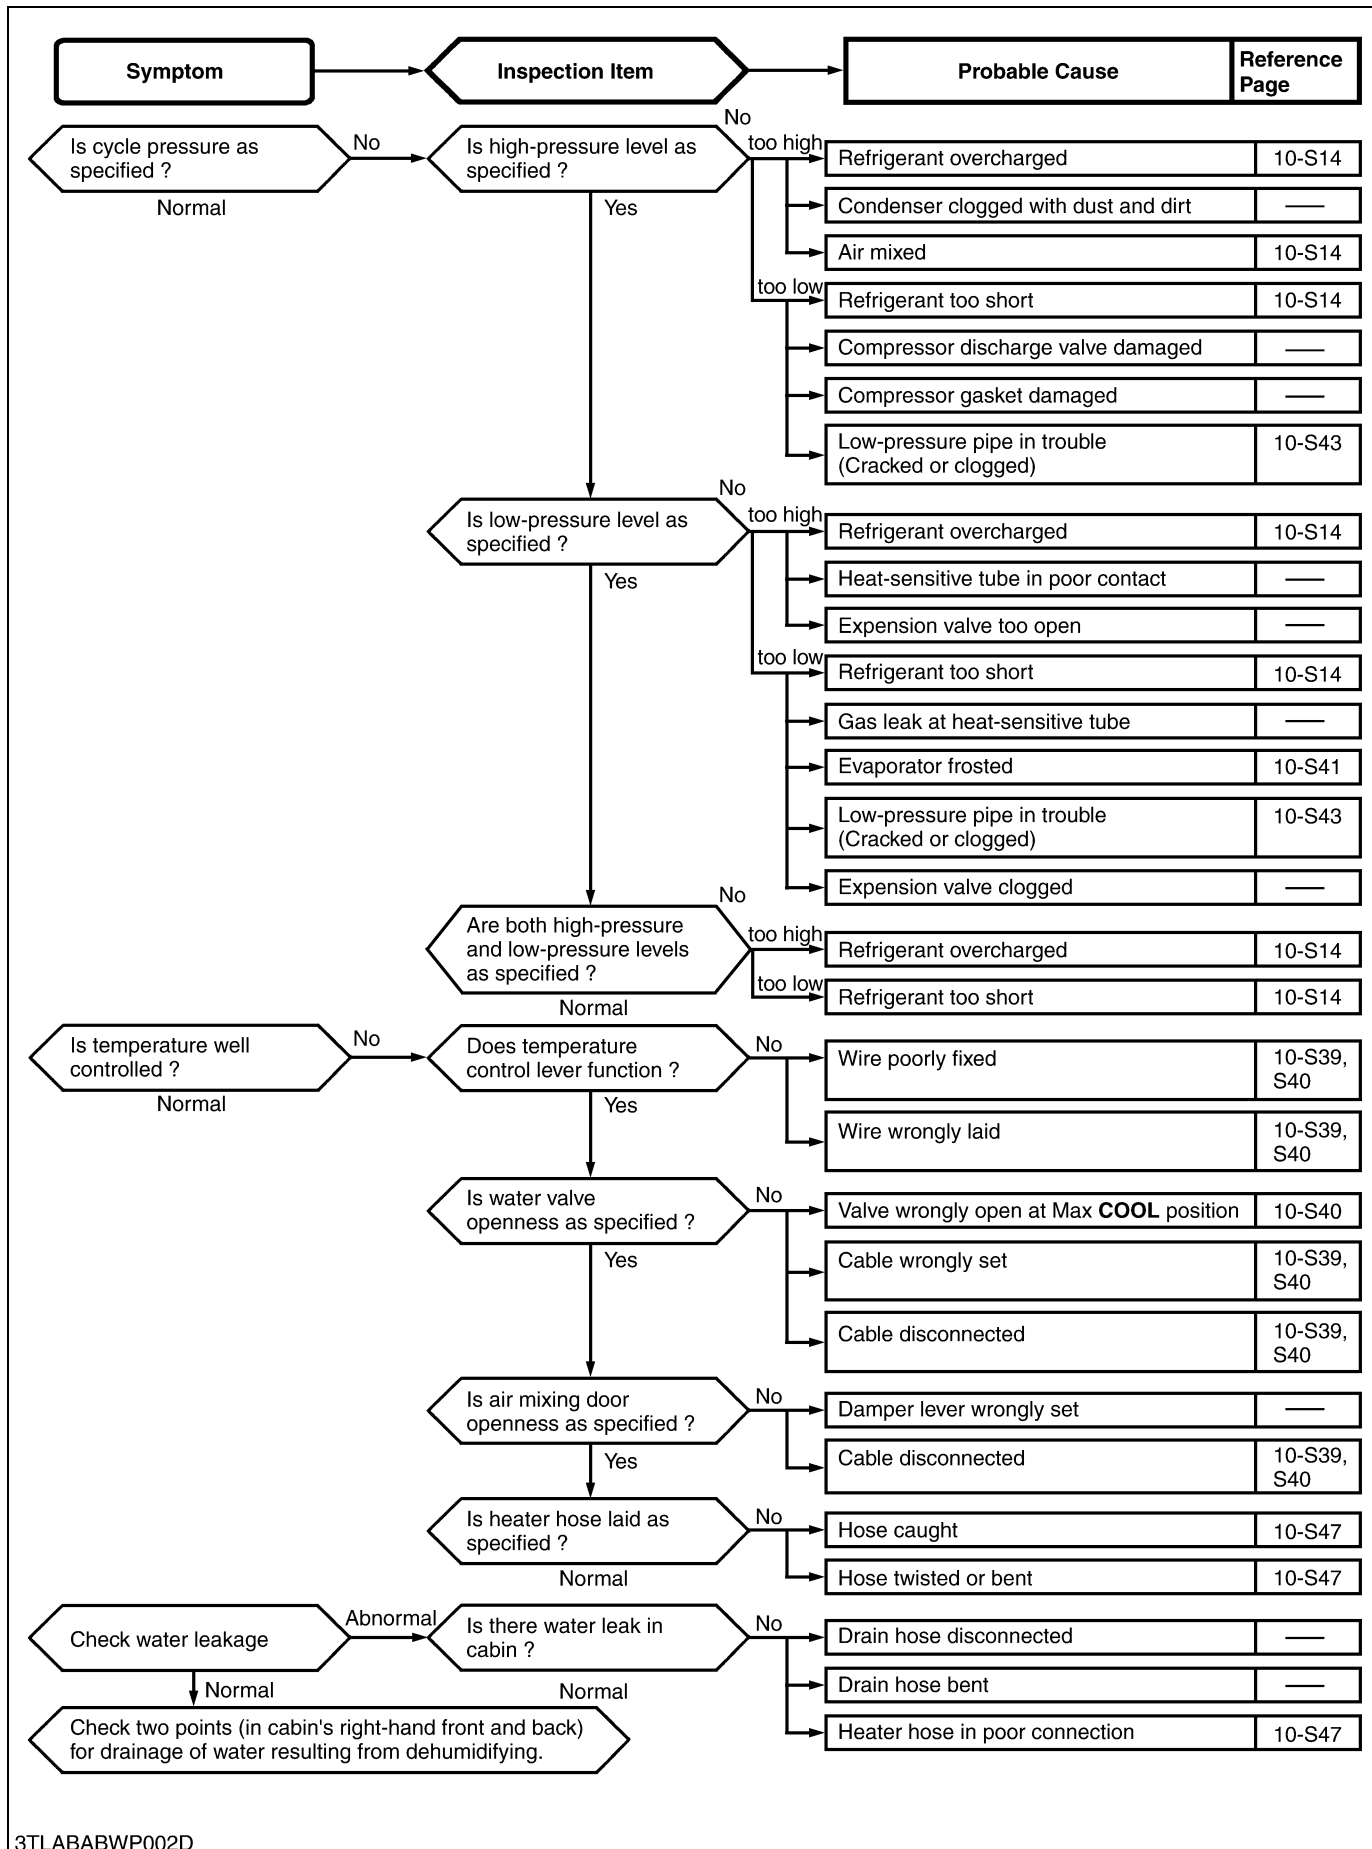 Symptom
Inspection Item
Probable Cause
Reference
Page
Is cycle pressure as
specified ?
No
Normal
Is high-pressure level as
specified ?
No
Yes
too high
Refrigerant overcharged
10-S14
Condenser clogged with dust and dirt
——
Air mixed
10-S14
too low
Refrigerant too short
10-S14
Compressor discharge valve damaged
——
Compressor gasket damaged
——
Low-pressure pipe in trouble
(Cracked or clogged)
10-S43
Is low-pressure level as
specified ?
No
Yes
too high
Refrigerant overcharged
10-S14
Heat-sensitive tube in poor contact
——
Expension valve too open
——
too low
Refrigerant too short
10-S14
Gas leak at heat-sensitive tube
——
Evaporator frosted
10-S41
Low-pressure pipe in trouble
(Cracked or clogged)
10-S43
Expension valve clogged
——
Are both high-pressure
and low-pressure levels
as specified ?
No
Normal
too high
Refrigerant overcharged
10-S14
too low
Refrigerant too short
10-S14
Is temperature well
controlled ?
No
Normal
Does temperature
control lever function ?
No
Yes
Wire poorly fixed
10-S39,
S40
Wire wrongly laid
10-S39,
S40
Is water valve
openness as specified ?
No
Yes
Valve wrongly open at Max COOL position
10-S40
Cable wrongly set
10-S39,
S40
Cable disconnected
10-S39,
S40
Is air mixing door
openness as specified ?
No
Yes
Damper lever wrongly set
——
Cable disconnected
10-S39,
S40
Is heater hose laid as
specified ?
No
Normal
Hose caught
10-S47
Hose twisted or bent
10-S47
Check water leakage
Abnormal
Normal
Is there water leak in
cabin ?
No
Normal
Drain hose disconnected
——
Drain hose bent
——
Heater hose in poor connection
10-S47
Check two points (in cabin's right-hand front and back)
for drainage of water resulting from dehumidifying.
3TLABABWP002D